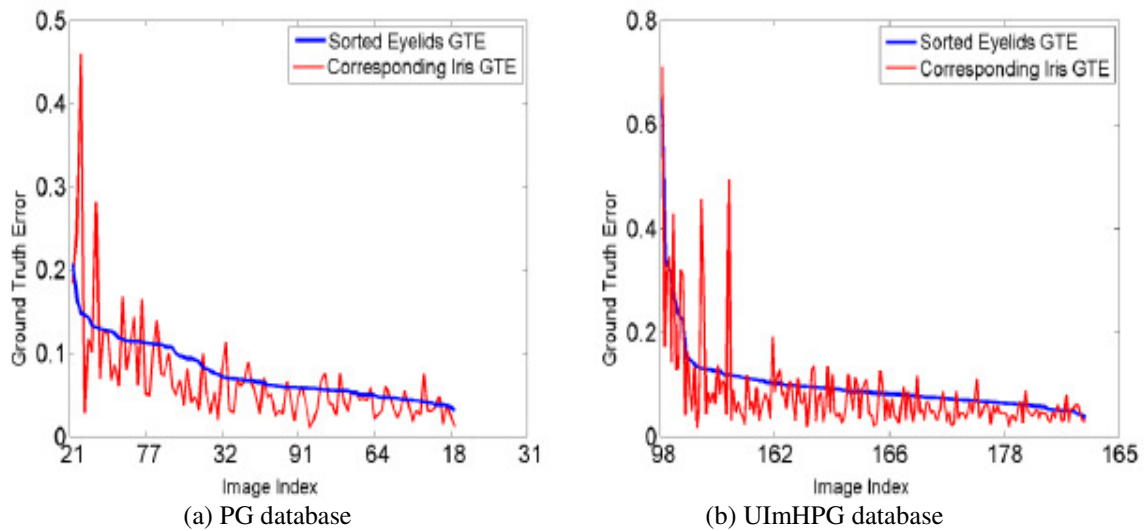 0.5
0.4
0.3
0.2
0.1
0
Ground Truth Error
Sorted Eyelids GTE
Corresponding Iris GTE
21 77 32 91 64 18 31
Image Index
(a) PG database
0.8
0.6
0.4
0.2
0
Ground Truth Error
Sorted Eyelids GTE
Corresponding Iris GTE
98 162 166 178 165
Image Index
(b) UImHPG database